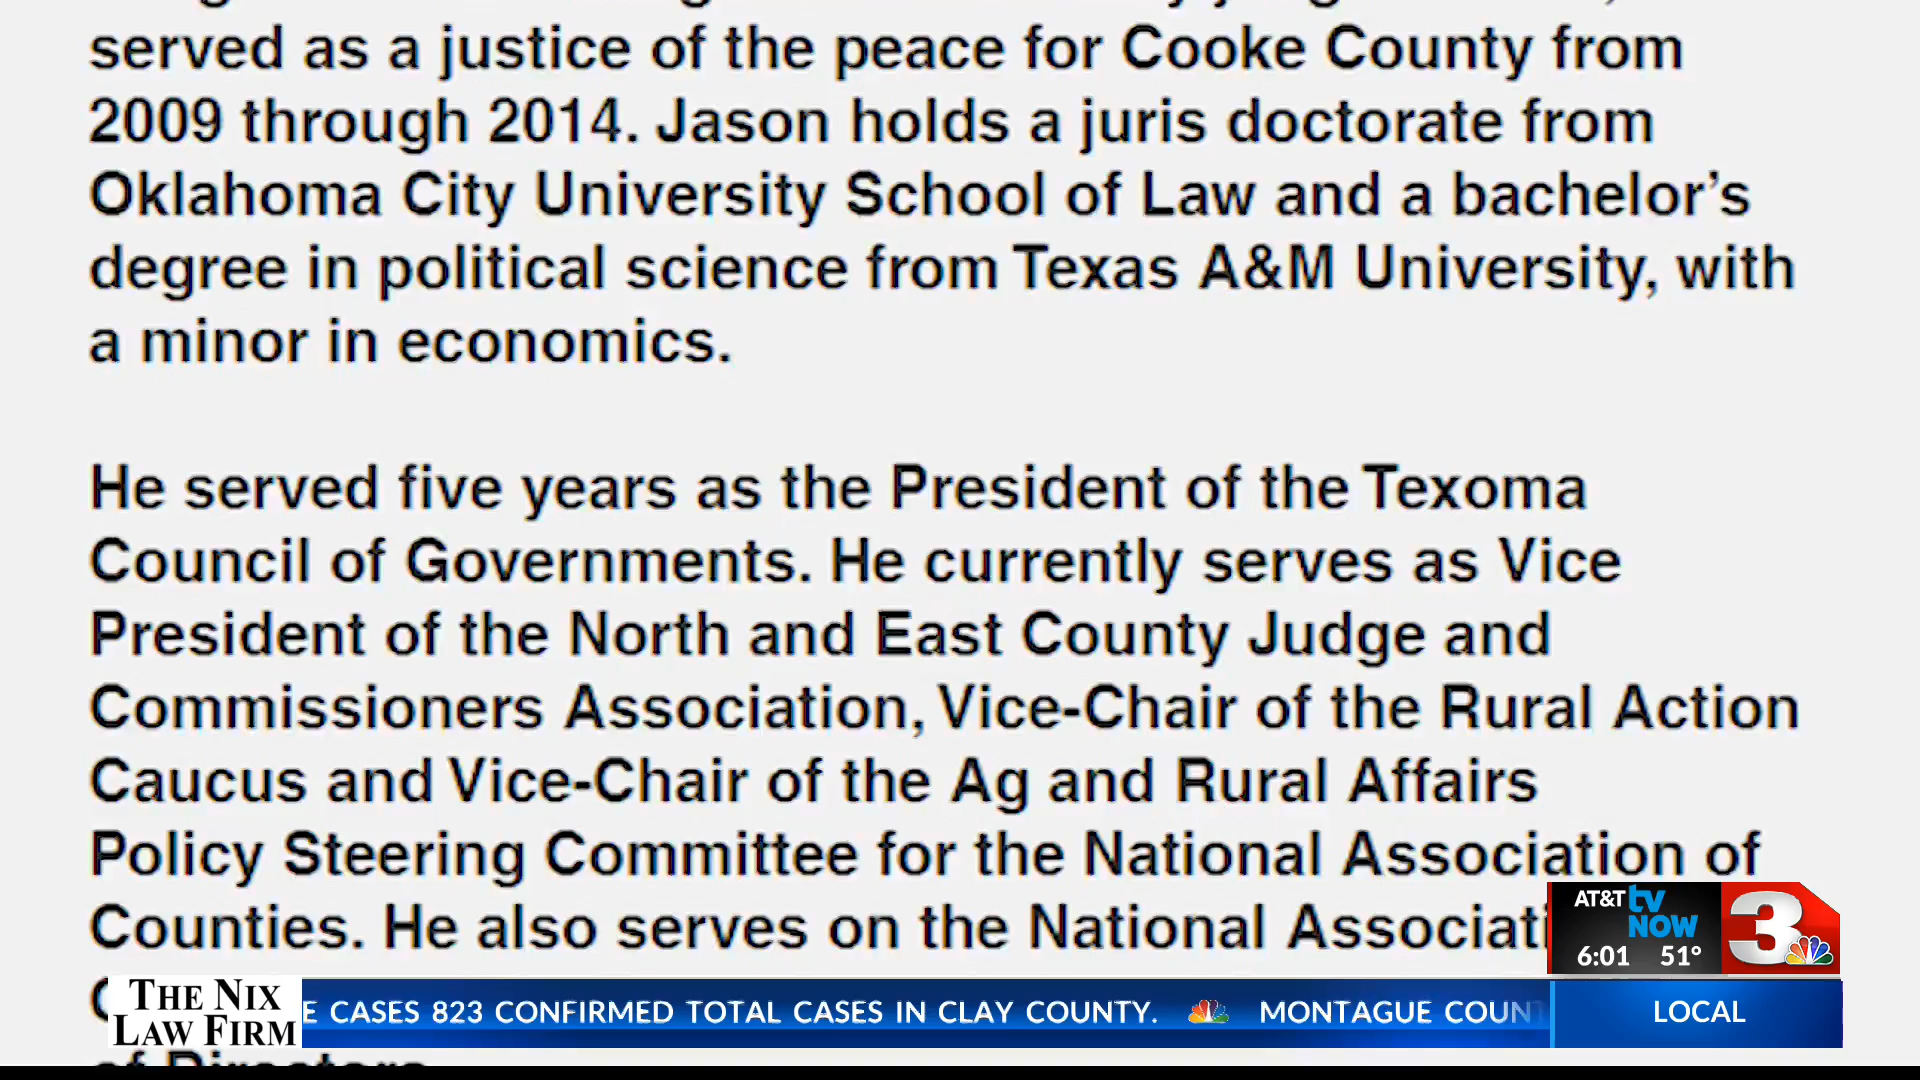 served as a justice of the peace for Cooke County from
2009 through 2014. Jason holds a juris doctorate from
Oklahoma City University School of Law and a bachelor’s
degree in political science from Texas A&M University, with
a minor in economics.
He served five years as the President of the Texoma
Council of Governments. He currently serves as Vice
President of the North and East County Judge and
Commissioners Association, Vice-Chair of the Rural Action
Caucus and Vice-Chair of the Ag and Rural Affairs
Policy Steering Committee for the National Association of
Counties. He also serves on the National
of Directors
AT&T tv
NOW
6:01 51°
3
THE NIX
LAW FIRM
CASES 823 CONFIRMED TOTAL CASES IN CLAY COUNTY. MONTAGUE
LOCAL